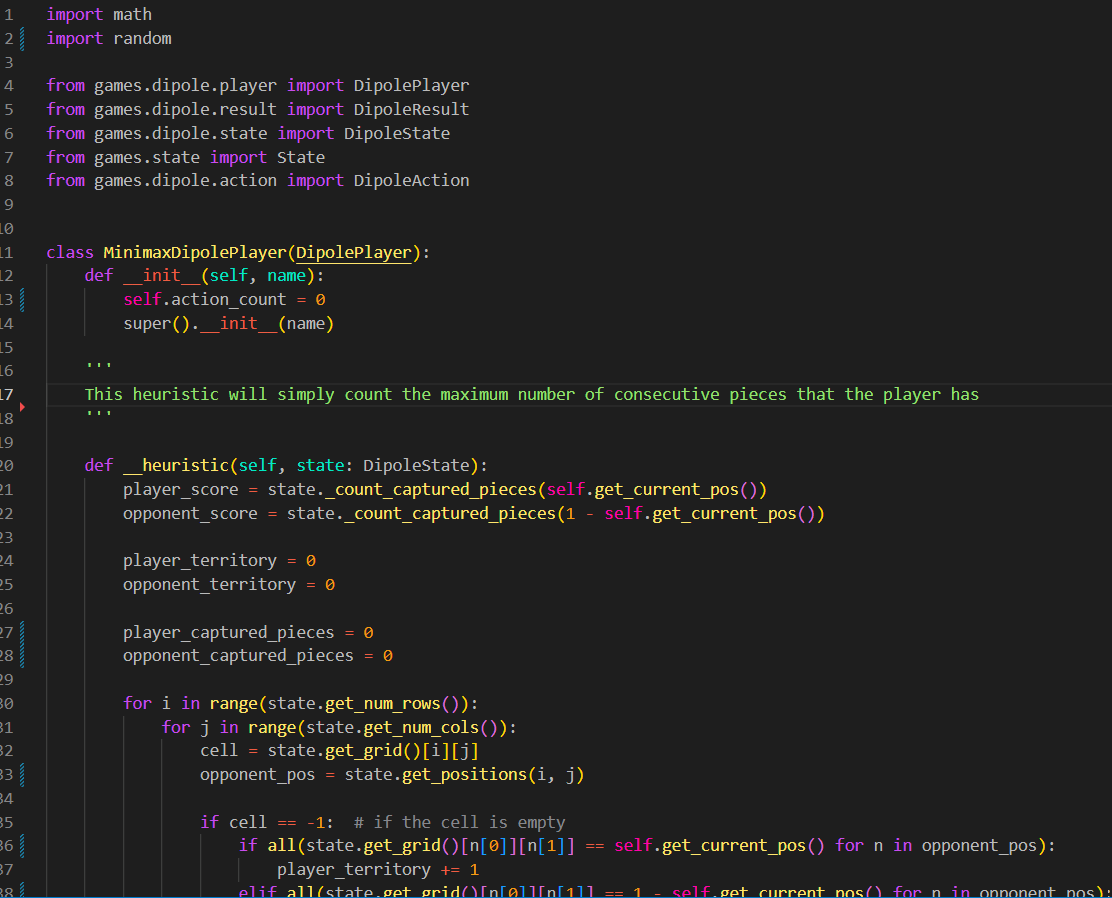 1 import math
2 import random
3
4 from games.dipole.player import DipolePlayer
5 from games.dipole.result import DipoleResult
6 from games.dipole.state import DipoleState
7 from games.state import State
8 from games.dipole.action import DipoleAction
9
10
11 class MinimaxDipolePlayer(DipolePlayer):
12     def __init__(self, name):
13         self.action_count = 0
14         super().__init__(name)
15
16     '''
17     This heuristic will simply count the maximum number of consecutive pieces that the player has
18     '''
19
20     def __heuristic(self, state: DipoleState):
21         player_score = state._count_captured_pieces(self.get_current_pos())
22         opponent_score = state._count_captured_pieces(1 - self.get_current_pos())
23
24         player_territory = 0
25         opponent_territory = 0
26
27         player_captured_pieces = 0
28         opponent_captured_pieces = 0
29
30         for i in range(state.get_num_rows()):
31             for j in range(state.get_num_cols()):
32                 cell = state.get_grid()[i][j]
33                 opponent_pos = state.get_positions(i, j)
34
35                 if cell == -1:  # if the cell is empty
36                     if all(state.get_grid()[n[0]][n[1]] == self.get_current_pos() for n in opponent_pos):
37                         player_territory += 1
38                     elif all(state.get_grid()[n[0]][n[1]] == 1 - self.get_current_pos() for n in opponent_pos):